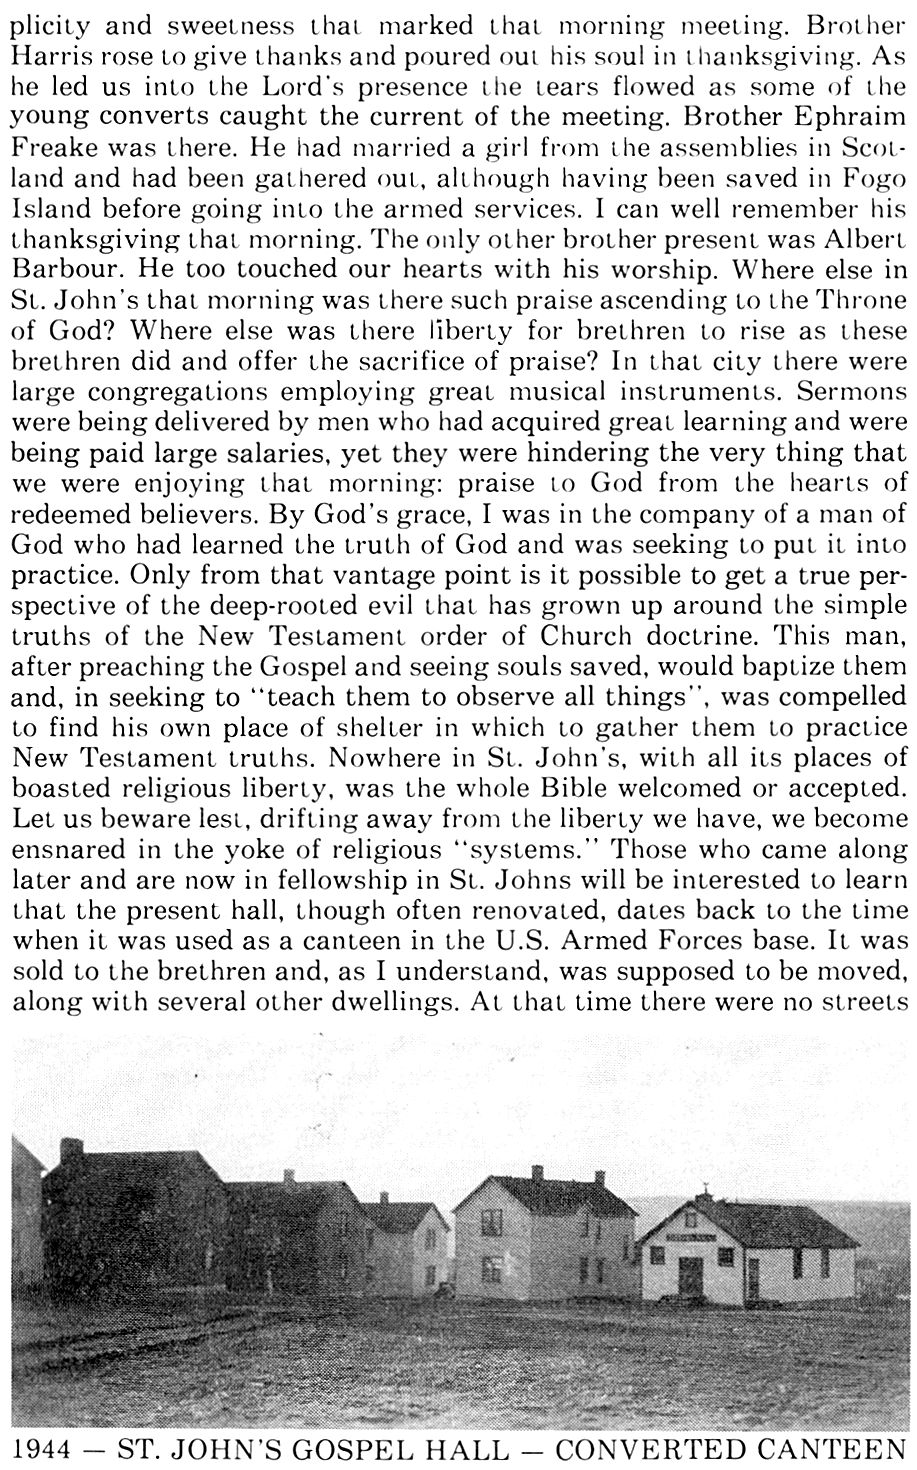 plicity and sweetness that marked that morning meeting. Brother
Harris rose to give thanks and poured out his soul in thanksgiving. As
he led us into the Lord's presence the tears flowed as some of the
young converts caught the current of the meeting. Brother Ephraim
Freake was there. He had married a girl from the assemblies in Scot-
land and had been gathered out, although having been saved in Fogo
Island before going into the armed services. I can well remember his
thanksgiving that morning. The only other brother present was Albert
Barbour. He too touched our hearts with his worship. Where else in
St. John's that morning was there such praise ascending to the Throne
of God? Where else was there liberty for brethren to rise as these
brethren did and offer the sacrifice of praise? In that city there were
large congregations employing great musical instruments. Sermons
were being delivered by men who had acquired great learning and were
being paid large salaries, yet they were hindering the very thing that
we were enjoying that morning: praise to God from the hearts of
redeemed believers. By God's grace, I was in the company of a man of
God who had learned the truth of God and was seeking to put it into
practice. Only from that vantage point is it possible to get a true per-
spective of the deep-rooted evil that has grown up around the simple
truths of the New Testament order of Church doctrine. This man,
after preaching the Gospel and seeing souls saved, would baptize them
and, in seeking to "teach them to observe all things", was compelled
to find his own place of shelter in which to gather them to practice
New Testament truths. Nowhere in St. John's, with all its places of
boasted religious liberty, was the whole Bible welcomed or accepted.
Let us beware lest, drifting away from the liberty we have, we become
ensnared in the yoke of religious "systems." Those who came along
later and are now in fellowship in St. Johns will be interested to learn
that the present hall, though often renovated, dates back to the time
when it was used as a canteen in the U.S. Armed Forces base. It was
sold to the brethren and, as I understand, was supposed to be moved,
along with several other dwellings. At that time there were no streets
1944 — ST. JOHN'S GOSPEL HALL — CONVERTED CANTEEN